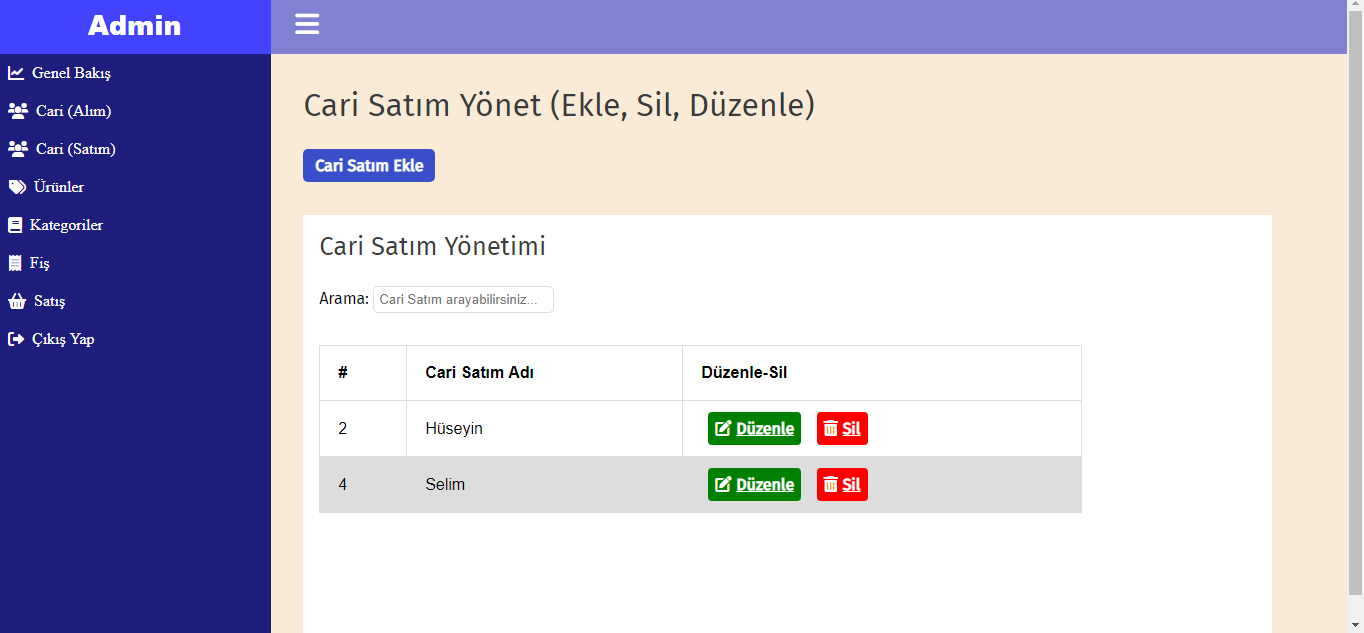 Admin
Genel Bakış
Cari (Alım)
Cari (Satım)
Ürünler
Kategoriler
Fiş
Satış
Çıkış Yap
Cari Satım Yönet (Ekle, Sil, Düzenle)
Cari Satım Ekle
Cari Satım Yönetimi
Arama: Cari Satım arayabilirsiniz...
# Cari Satım Adı Düzenle-Sil
2 Hüseyin Düzenle Sil
4 Selim Düzenle Sil